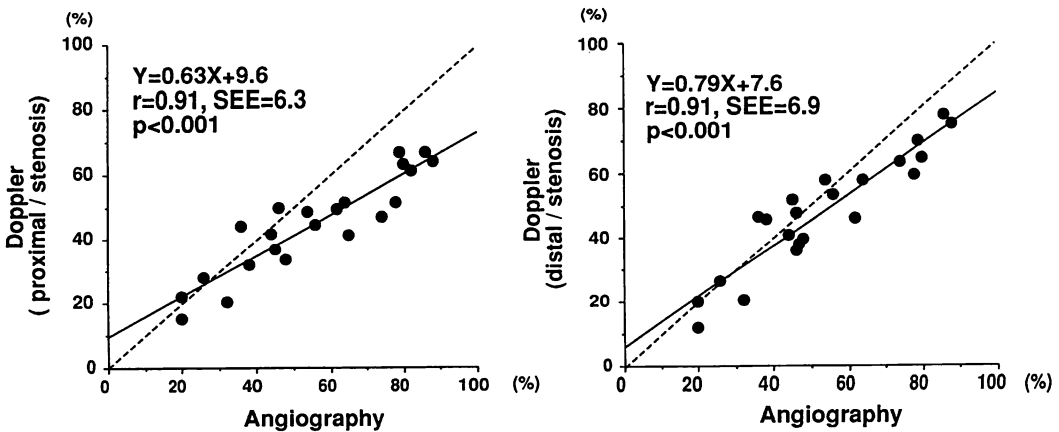 (%)
100
80
60
40
20
0
Doppler
( proximal / stenosis)
Y=0.63X+9.6
r=0.91, SEE=6.3
p<0.001
0 20 40 60 80 100 (%)
Angiography
(%)
100
80
60
40
20
0
Doppler
(distal / stenosis)
Y=0.79X+7.6
r=0.91, SEE=6.9
p<0.001
0 20 40 60 80 100 (%)
Angiography